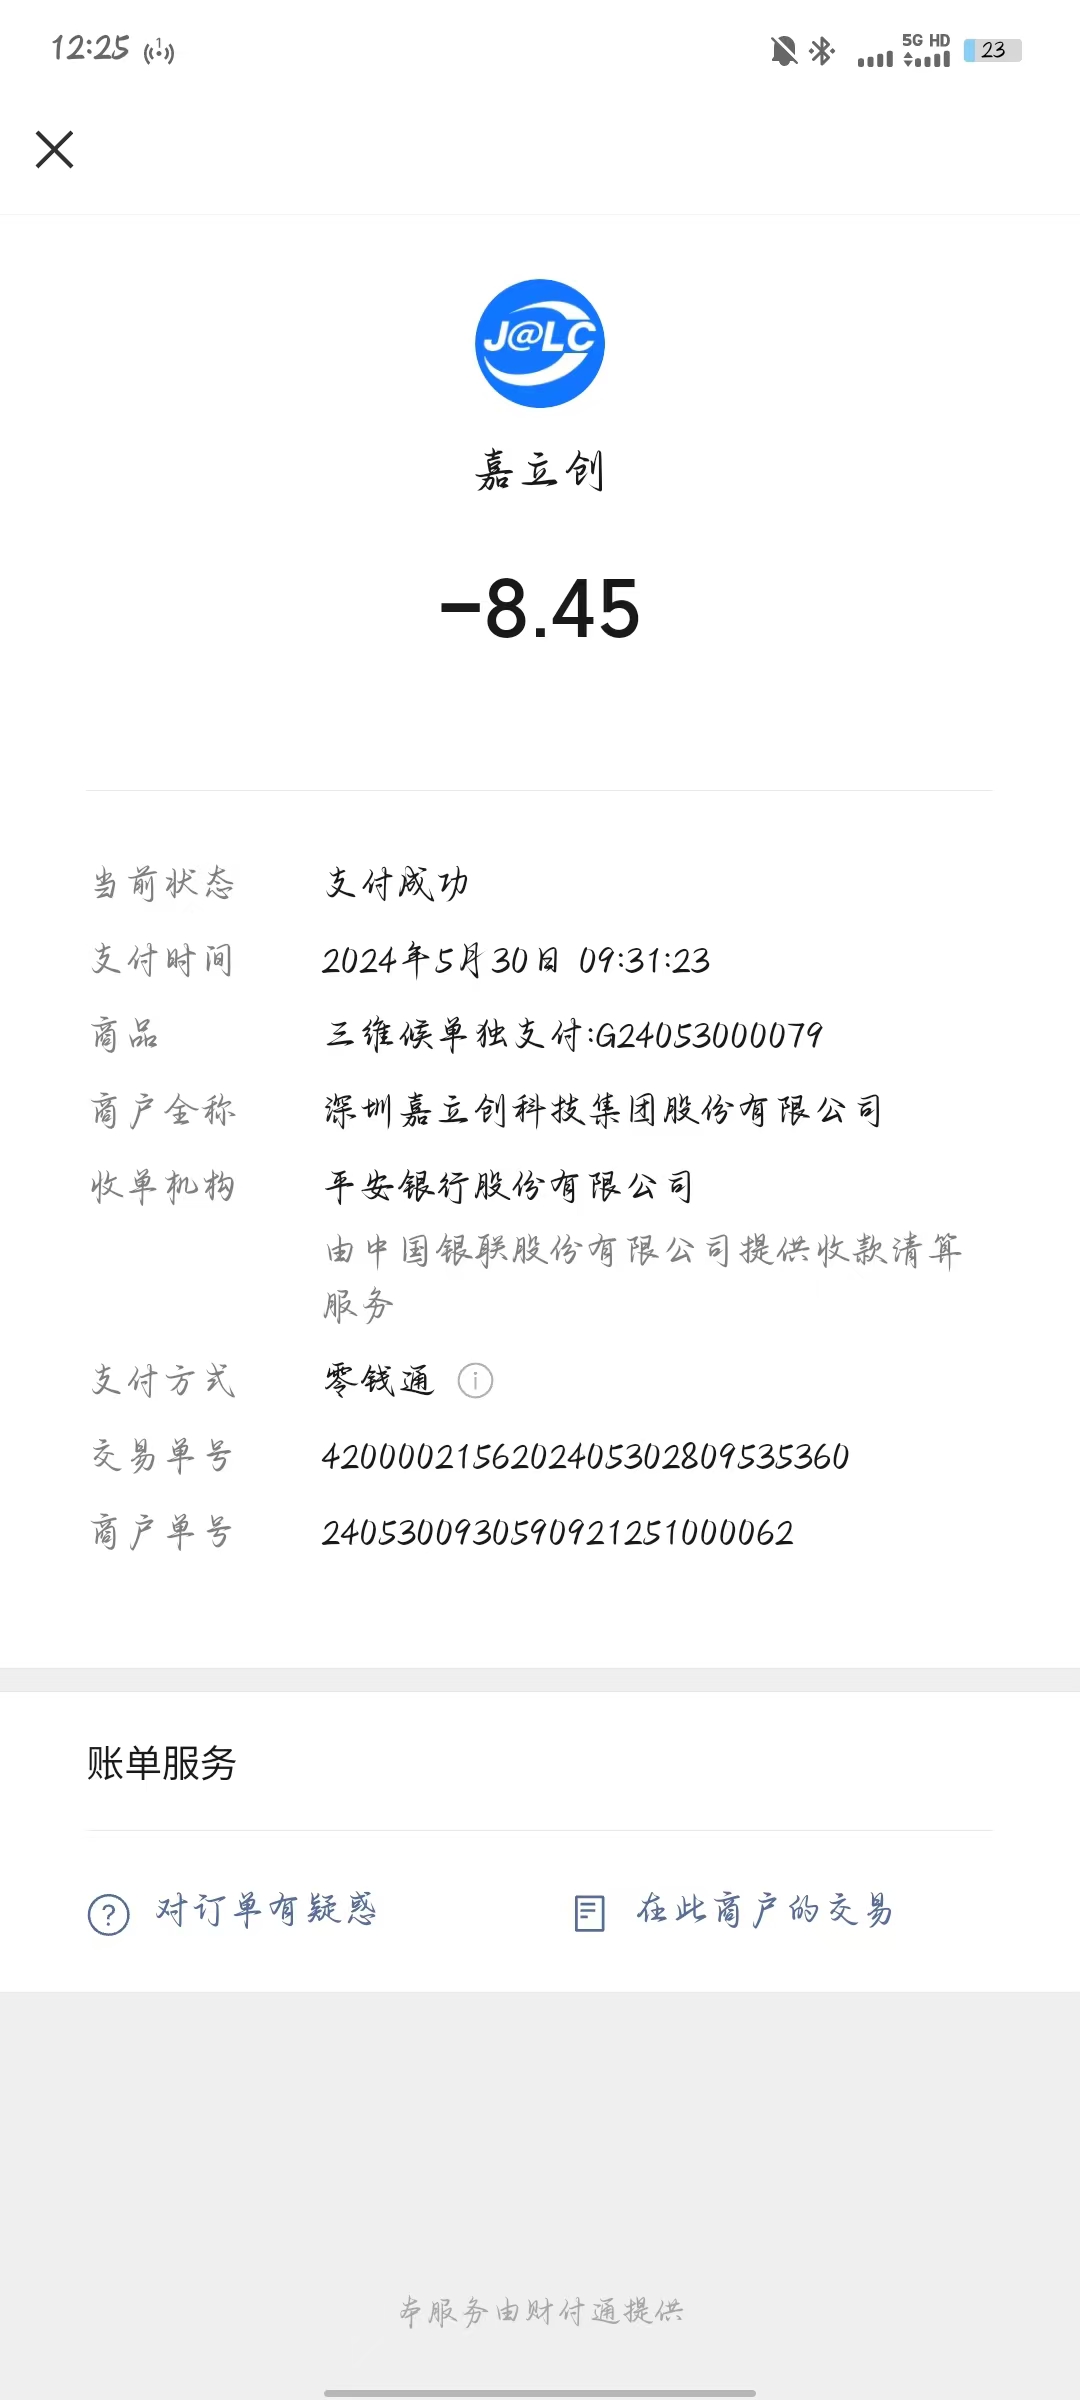 12:25
5G HD
23
J@LC
嘉立创
-8.45
当前状态 支付成功
支付时间 2024年5月30日 09:31:23
商品 三维候单独支付:G24053000079
商户全称 深圳嘉立创科技集团股份有限公司
收单机构 平安银行股份有限公司
由中国银联股份有限公司提供收款清算
服务
支付方式 零钱通
交易单号 4200002156202405302809535360
商户单号 2405300930590921251000062
账单服务
对订单有疑惑 在此商户的交易
本服务由财付通提供